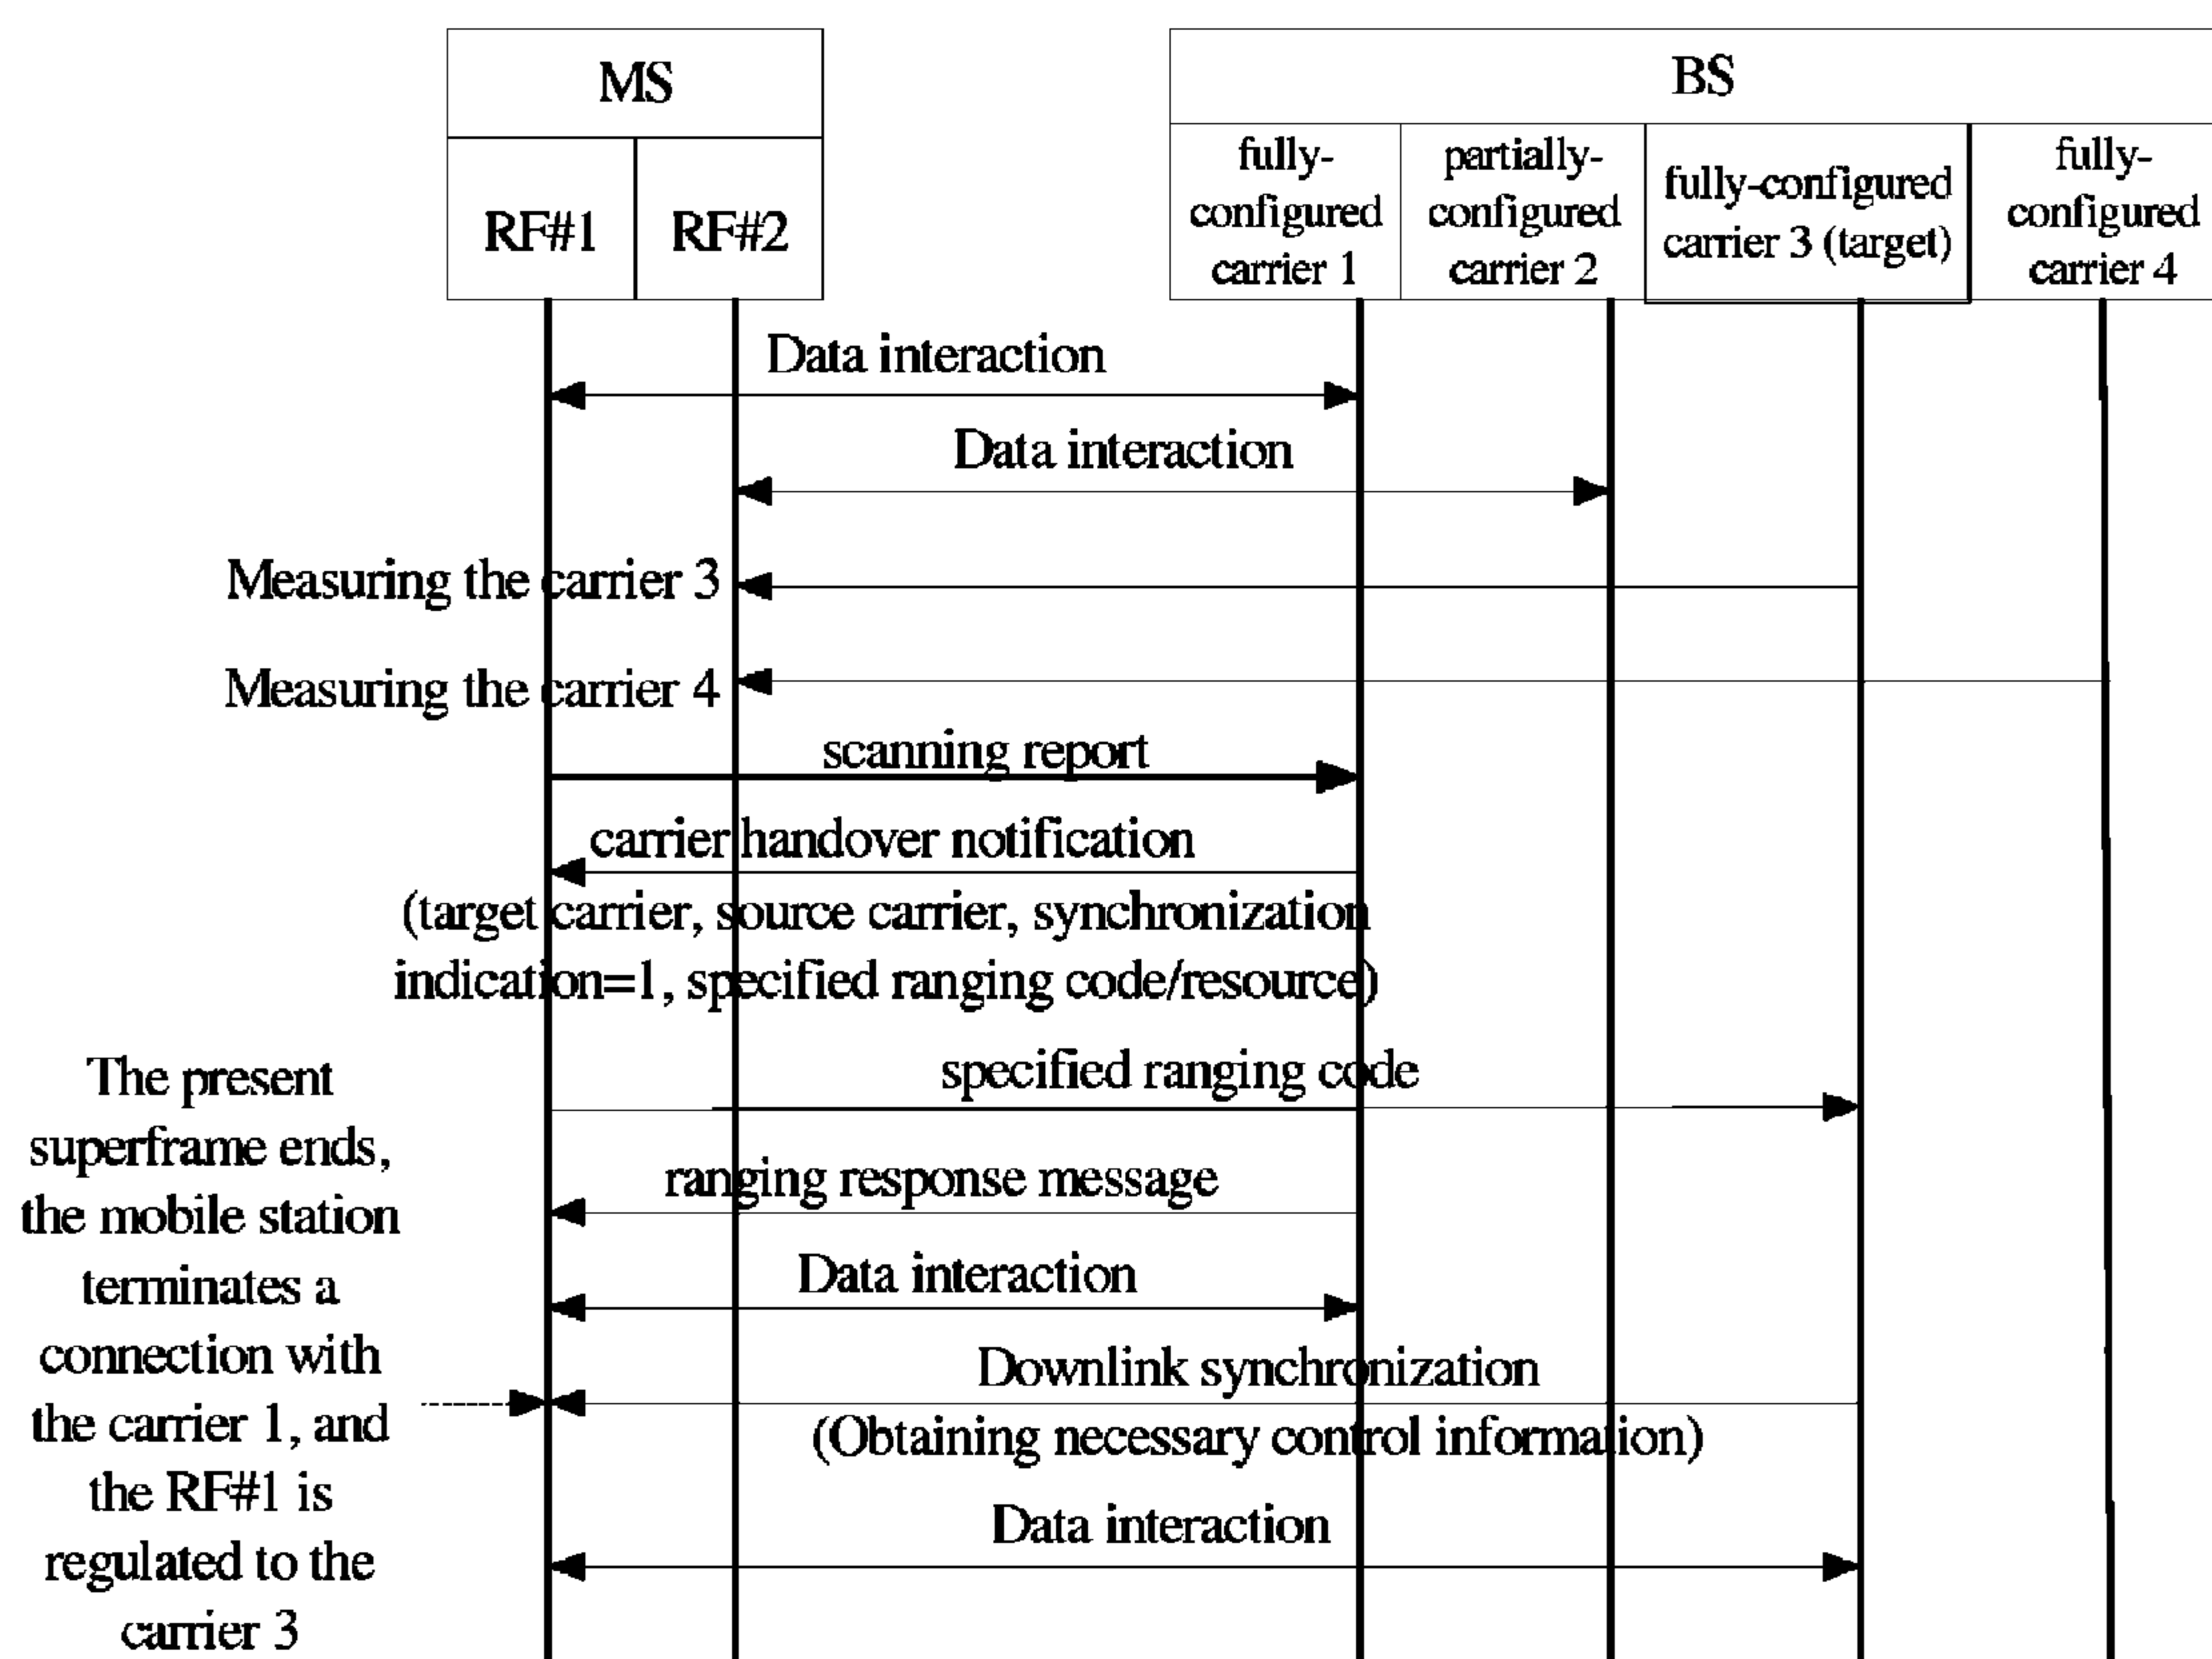 MS
BS
RF#1
RF#2
fully-
configured
carrier 1
partially-
configured
carrier 2
fully-configured
carrier 3 (target)
fully-
configured
carrier 4
Data interaction
Data interaction
Measuring the carrier 3
Measuring the carrier 4
scanning report
carrier handover notification
(target carrier, source carrier, synchronization
indication=1, specified ranging code/resource)
specified ranging code
ranging response message
Data interaction
The present
superframe ends,
the mobile station
terminates a
connection with
the carrier 1, and
the RF#1 is
regulated to the
carrier 3
Downlink synchronization
(Obtaining necessary control information)
Data interaction